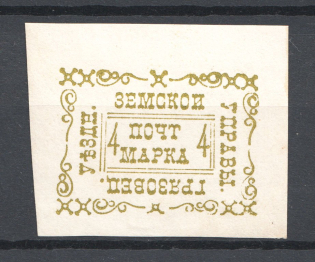 ЗЕМСКОЙ
УПРАВЫ
ГРЯЗОВЕЦ.
УѢЗДН.
4 ПОЧТ 4
МАРКА